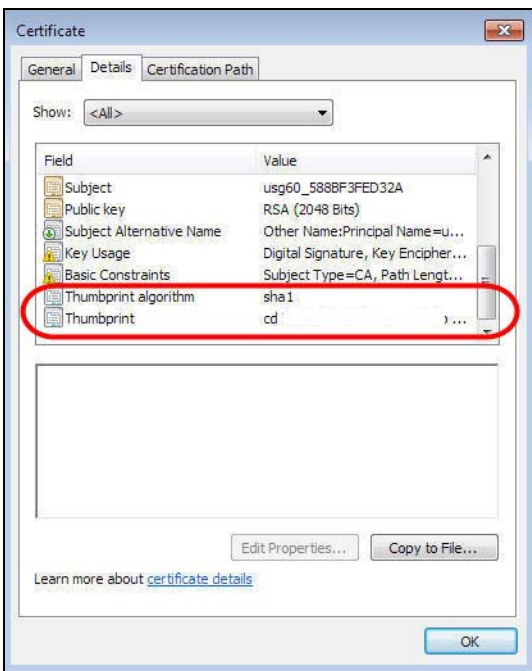 Certificate
General Details Certification Path
Show: <All>
Field Value
Subject usg60_588BF3FED32A
Public key RSA (2048 Bits)
Subject Alternative Name Other Name:Principal Name=u...
Key Usage Digital Signature, Key Encipher...
Basic Constraints Subject Type=CA, Path Lengt...
Thumbprint algorithm sha1
Thumbprint cd ...
Edit Properties... Copy to File...
Learn more about certificate details
OK